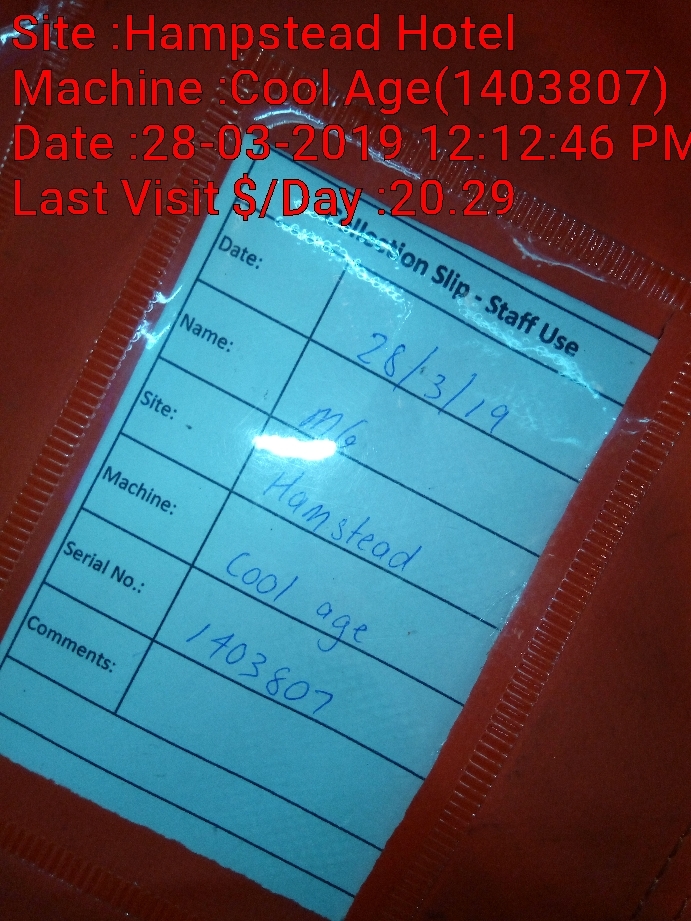 Site :Hampstead Hotel
Machine :Cool Age(1403807)
Date :28-03-2019 12:12:46 PM
Last Visit $/Day :20.29
Collection Slip - Staff Use
Date: 28/3/19
Name:
Site: Hamstead
Machine: Cool age
Serial No.: 1403807
Comments: